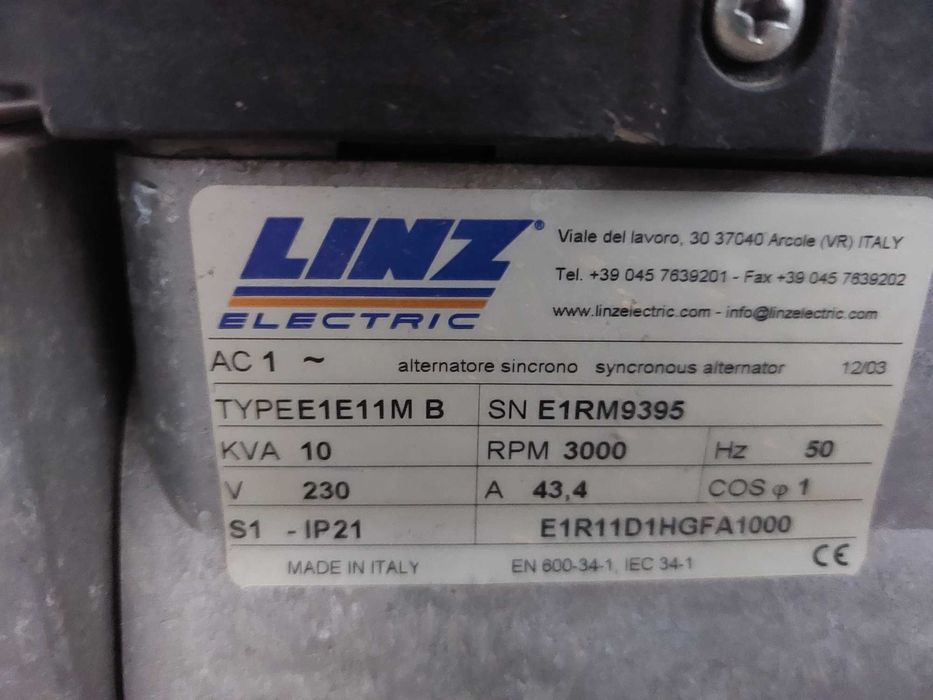 LINZ®
ELECTRIC
Viale del lavoro, 30 37040 Arcole (VR) ITALY
Tel. +39 045 7639201 - Fax +39 045 7639202
www.linzelectric.com - info@linzelectric.com
AC 1 ~ alternatore sincrono syncronous alternator 12/03
TYPE E1E11M B SN E1RM9395
KVA 10 RPM 3000 Hz 50
V 230 A 43,4 COS φ 1
S1 - IP21 E1R11D1HGFA1000
MADE IN ITALY EN 600-34-1, IEC 34-1 CE